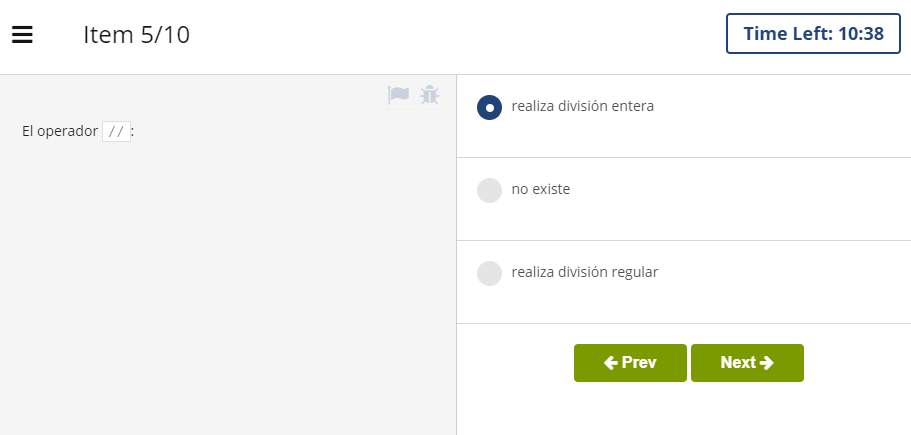 Item 5/10
Time Left: 10:38
El operador //:
realiza división entera
no existe
realiza división regular
Prev
Next